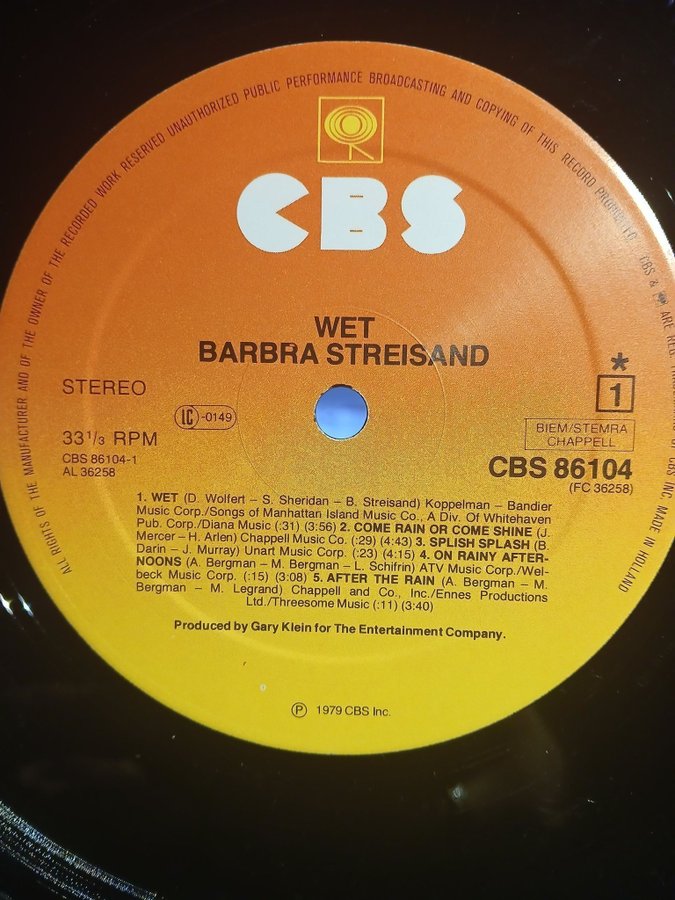 ALL RIGHTS OF THE MANUFACTURER AND OF THE OWNER OF THE RECORDED WORK RESERVED UNAUTHORIZED PUBLIC PERFORMANCE BROADCASTING AND COPYING OF THIS RECORD
CBS & ARE REG. OF CBS INC. MADE IN HOLLAND
CBS
WET
BARBRA STREISAND
STEREO
*
1
LC-0149
33 1/3 RPM
BIEM/STEMRA
CHAPPELL
CBS 86104-1
AL 36258
CBS 86104
(FC 36258)
1. WET (D. Wolfert – S. Sheridan – B. Streisand) Koppelman – Bandier
Music Corp./Songs of Manhattan Island Music Co., A Div. Of Whitehaven
Pub. Corp./Diana Music (:31) (3:56) 2. COME RAIN OR COME SHINE (J.
Mercer – H. Arlen) Chappell Music Co. (:29) (4:43) 3. SPLISH SPLASH (B.
Darin – J. Murray) Unart Music Corp. (:23) (4:15) 4. ON RAINY AFTER-
NOONS (A. Bergman – M. Bergman – L. Schifrin) ATV Music Corp./Wel-
beck Music Corp. (:15) (3:08) 5. AFTER THE RAIN (A. Bergman – M.
Bergman – M. Legrand) Chappell and Co., Inc./Ennes Productions
Ltd./Threesome Music (:11) (3:40)
Produced by Gary Klein for The Entertainment Company.
℗ 1979 CBS Inc.